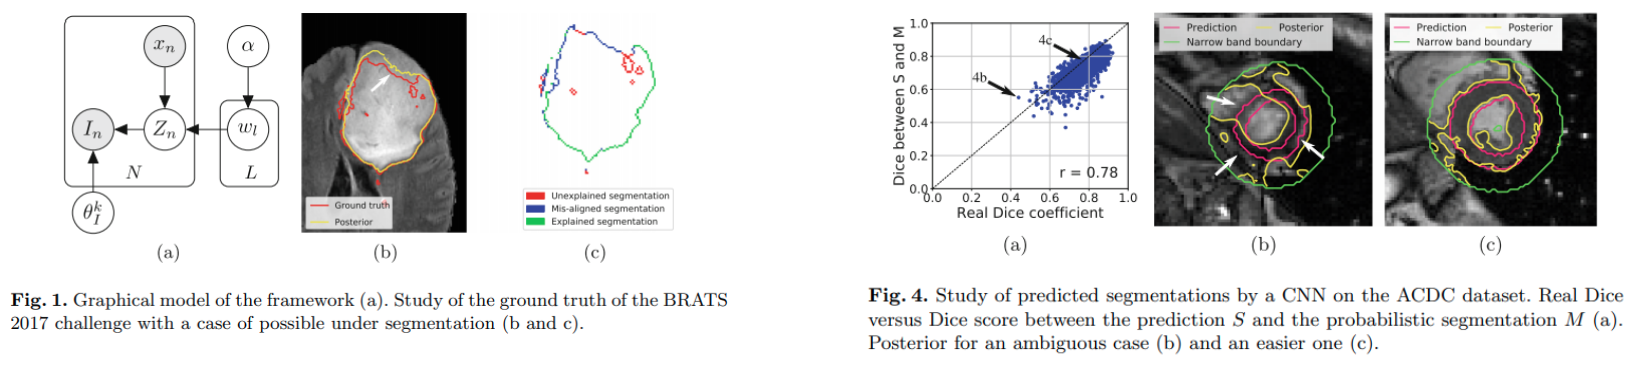 x_n
α
I_n
Z_n
w_l
N
L
θ_I^k
(a)
Ground truth
Posterior
(b)
Unexplained segmentation
Mis-aligned segmentation
Explained segmentation
(c)
Fig. 1. Graphical model of the framework (a). Study of the ground truth of the BRATS
2017 challenge with a case of possible under segmentation (b and c).
Dice between S and M
1.0
0.8
0.6
0.4
0.2
0.0
4c
4b
r = 0.78
0.0 0.2 0.4 0.6 0.8 1.0
Real Dice coefficient
(a)
Prediction Posterior
Narrow band boundary
(b)
Prediction Posterior
Narrow band boundary
(c)
Fig. 4. Study of predicted segmentations by a CNN on the ACDC dataset. Real Dice
versus Dice score between the prediction S and the probabilistic segmentation M (a).
Posterior for an ambiguous case (b) and an easier one (c).